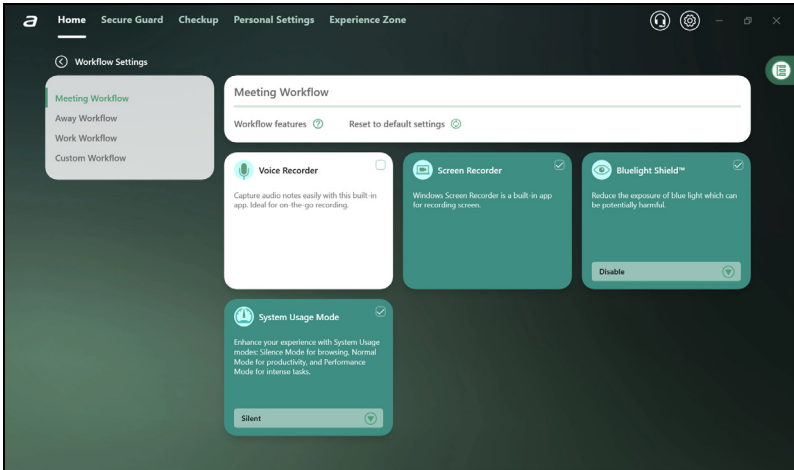 a Home Secure Guard Checkup Personal Settings Experience Zone
Workflow Settings
Meeting Workflow
Away Workflow
Work Workflow
Custom Workflow
Meeting Workflow
Workflow features ? Reset to default settings
Voice Recorder
Capture audio notes easily with this built-in
app. Ideal for on-the-go recording.
Screen Recorder
Windows Screen Recorder is a built-in app
for recording screen.
Bluelight Shield™
Reduce the exposure of blue light which can
be potentially harmful.
Disable
System Usage Mode
Enhance your experience with System Usage
modes: Silence Mode for browsing, Normal
Mode for productivity, and Performance
Mode for intense tasks.
Silent